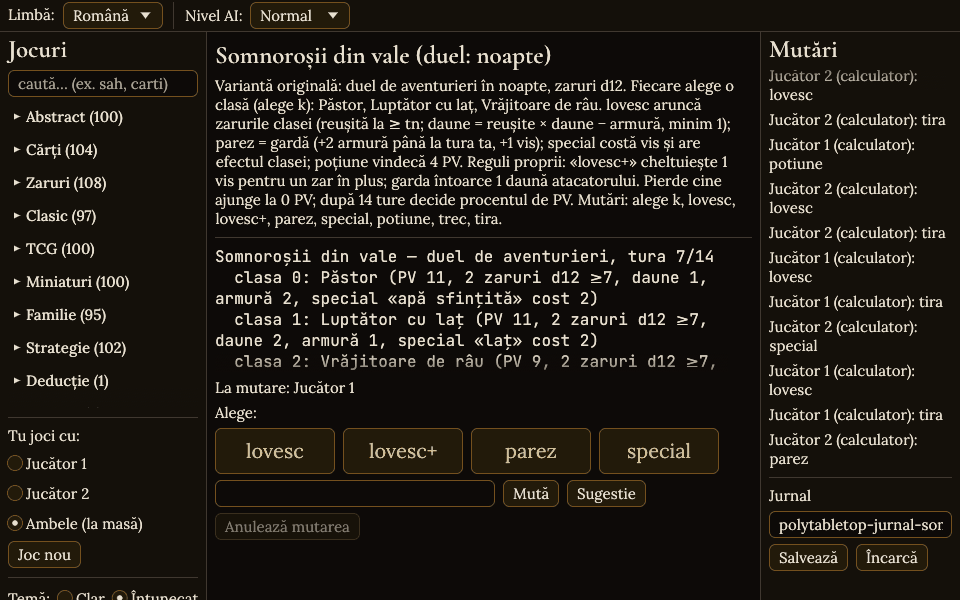 Limbă: Română ▼ Nivel AI: Normal ▼
Jocuri
caută... (ex. sah, carti)
▸ Abstract (100)
▸ Cărți (104)
▸ Zaruri (108)
▸ Clasic (97)
▸ TCG (100)
▸ Miniaturi (100)
▸ Familie (95)
▸ Strategie (102)
▸ Deducție (1)
Tu joci cu:
Jucător 1
Jucător 2
Ambele (la masă)
Joc nou
Temă: Clar Întunecat
Somnoroșii din vale (duel: noapte)
Variantă originală: duel de aventurieri în noapte, zaruri d12. Fiecare alege o
clasă (alege k): Păstor, Luptător cu laț, Vrăjitoare de râu. lovesc aruncă
zarurile clasei (reușită la ≥ tn; daune = reușite × daune − armură, minim 1);
parez = gardă (+2 armură până la tura ta, +1 vis); special costă vis și are
efectul clasei; poțiune vindecă 4 PV. Reguli proprii: «lovesc+» cheltuiește 1
vis pentru un zar în plus; garda întoarce 1 daună atacatorului. Pierde cine
ajunge la 0 PV; după 14 ture decide procentul de PV. Mutări: alege k, lovesc,
lovesc+, parez, special, potiune, trec, tira.
Somnoroșii din vale — duel de aventurieri, tura 7/14
clasa 0: Păstor (PV 11, 2 zaruri d12 ≥7, daune 1,
armură 2, special «apă sfințită» cost 2)
clasa 1: Luptător cu laț (PV 11, 2 zaruri d12 ≥7,
daune 2, armură 1, special «laț» cost 2)
clasa 2: Vrăjitoare de râu (PV 9, 2 zaruri d12 ≥7,
La mutare: Jucător 1
Alege:
lovesc lovesc+ parez special
Mută Sugestie
Anulează mutarea
Mutări
Jucător 2 (calculator):
lovesc
Jucător 2 (calculator): tira
Jucător 1 (calculator):
potiune
Jucător 2 (calculator):
lovesc
Jucător 2 (calculator): tira
Jucător 1 (calculator):
lovesc
Jucător 1 (calculator): tira
Jucător 2 (calculator):
special
Jucător 1 (calculator):
lovesc
Jucător 1 (calculator): tira
Jucător 2 (calculator):
parez
Jurnal
polytabletop-jurnal-sor
Salvează Încarcă